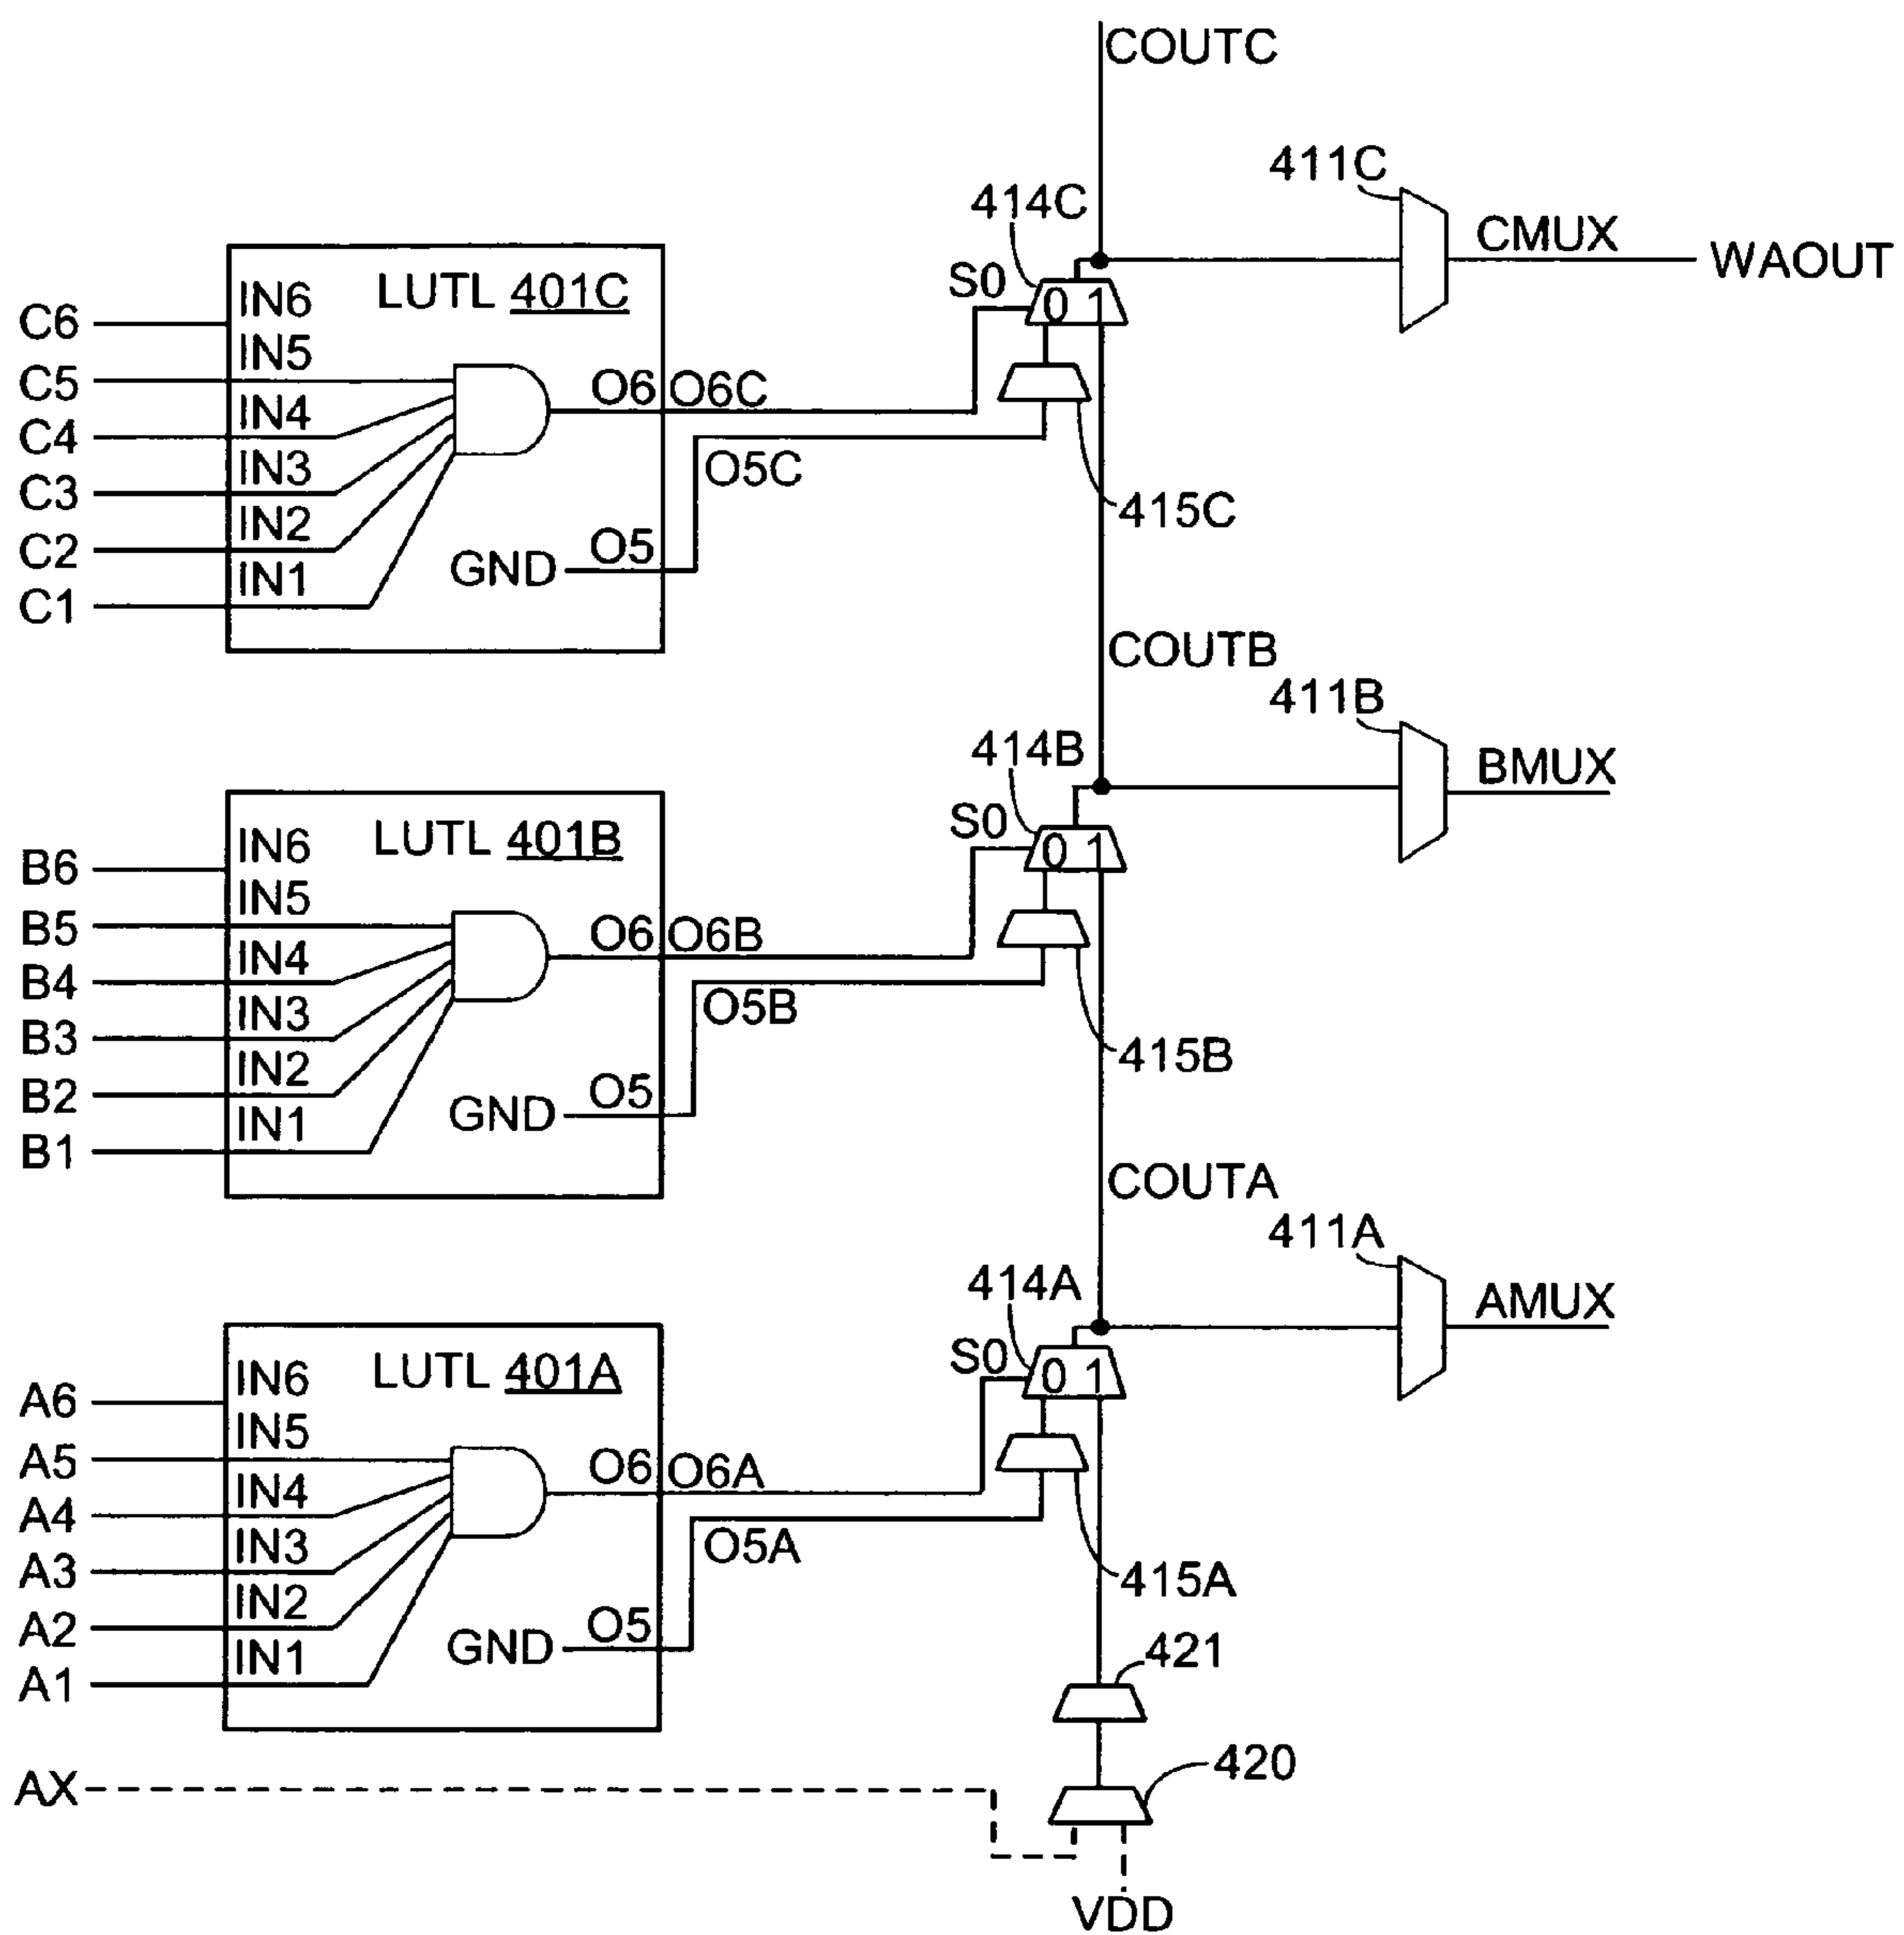 COUTC
411C
414C
CMUX
WAOUT
S0
0 1
LUTL 401C
C6
IN6
C5
IN5
C4
IN4
C3
IN3
C2
IN2
C1
IN1
O6
O6C
O5C
GND
O5
415C
COUTB
411B
414B
BMUX
S0
0 1
LUTL 401B
B6
IN6
B5
IN5
B4
IN4
B3
IN3
B2
IN2
B1
IN1
O6
O6B
O5B
GND
O5
415B
COUTA
411A
414A
AMUX
S0
0 1
LUTL 401A
A6
IN6
A5
IN5
A4
IN4
A3
IN3
A2
IN2
A1
IN1
O6
O6A
O5A
GND
O5
415A
421
420
AX
VDD